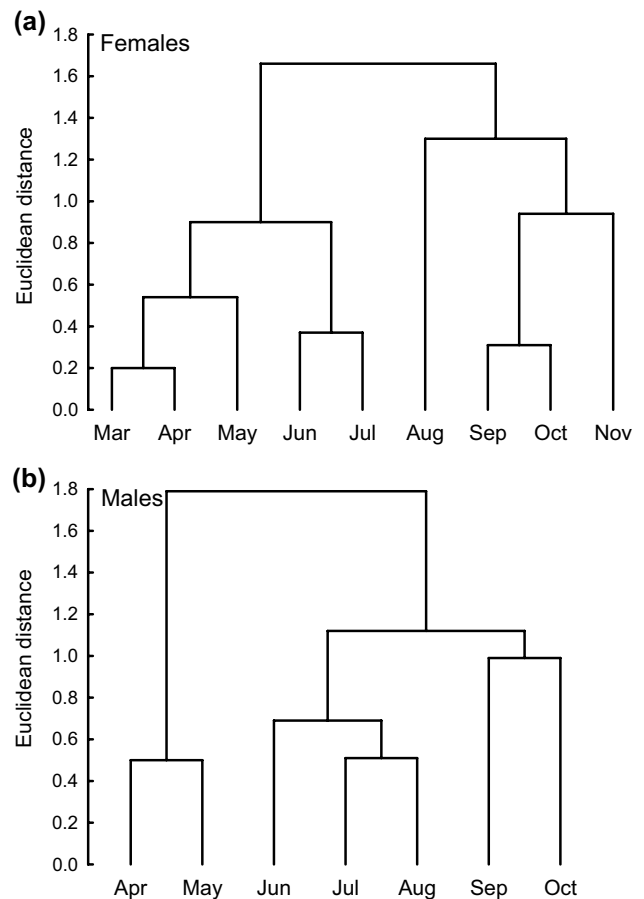 (a)
Females
1.8
1.6
1.4
1.2
1.0
0.8
0.6
0.4
0.2
0.0
Euclidean distance
Mar Apr May Jun Jul Aug Sep Oct Nov
(b)
Males
1.8
1.6
1.4
1.2
1.0
0.8
0.6
0.4
0.2
0.0
Euclidean distance
Apr May Jun Jul Aug Sep Oct